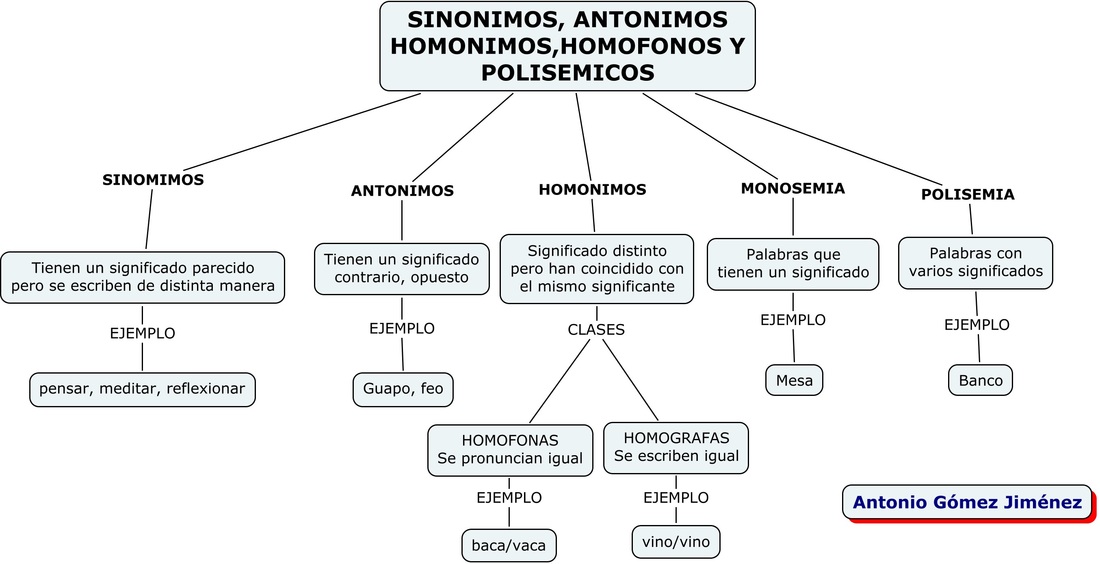 SINONIMOS, ANTONIMOS
HOMONIMOS,HOMOFONOS Y
POLISEMICOS
SINOMIMOS
Tienen un significado parecido
pero se escriben de distinta manera
EJEMPLO
pensar, meditar, reflexionar
ANTONIMOS
Tienen un significado
contrario, opuesto
EJEMPLO
Guapo, feo
HOMONIMOS
Significado distinto
pero han coincidido con
el mismo significante
CLASES
HOMOFONAS
Se pronuncian igual
EJEMPLO
baca/vaca
HOMOGRAFAS
Se escriben igual
EJEMPLO
vino/vino
MONOSEMIA
Palabras que
tienen un significado
EJEMPLO
Mesa
POLISEMIA
Palabras con
varios significados
EJEMPLO
Banco
Antonio Gómez Jiménez